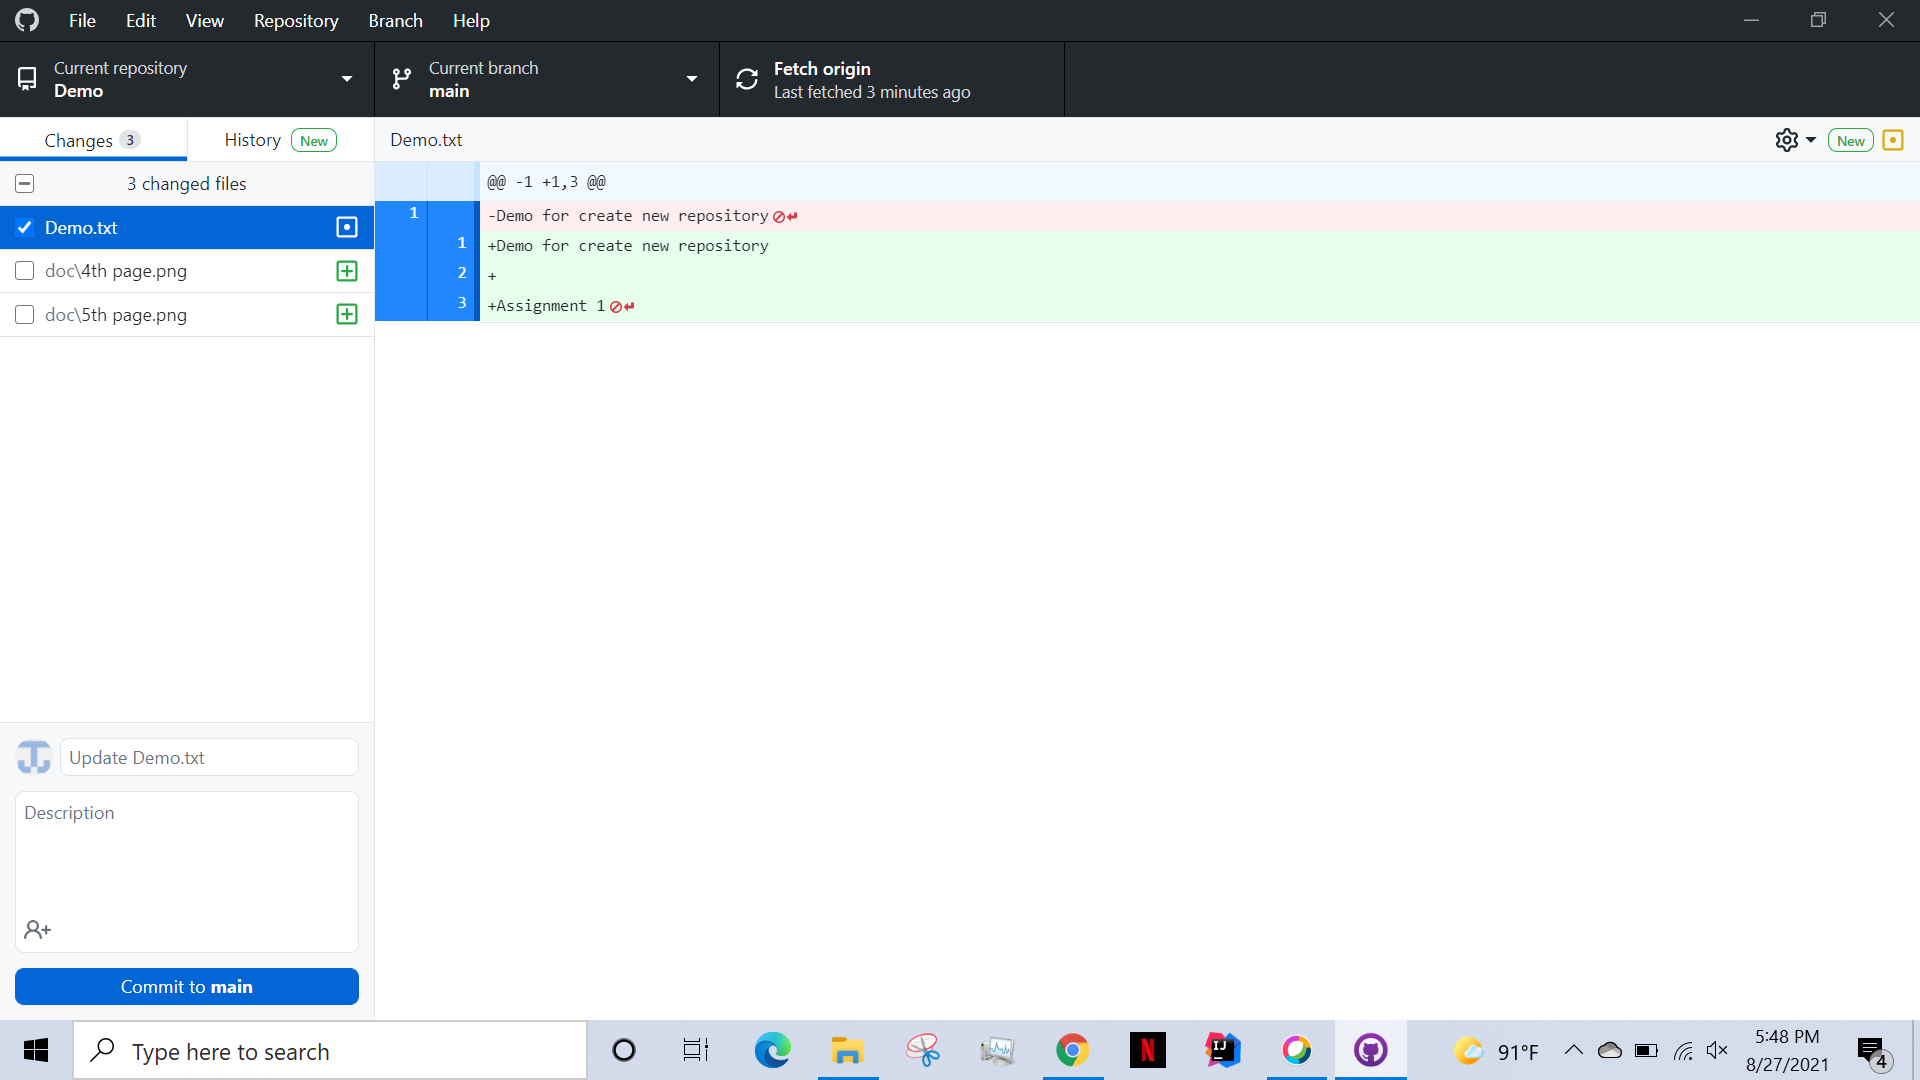 File Edit View Repository Branch Help
Current repository
Demo
Current branch
main
Fetch origin
Last fetched 3 minutes ago
Changes 3
History New
Demo.txt
New
3 changed files
@@ -1 +1,3 @@
Demo.txt
1 -Demo for create new repository
1 +Demo for create new repository
doc\4th page.png
2 +
3 +Assignment 1
doc\5th page.png
Update Demo.txt
Description
Commit to main
Type here to search
N
IJ
91°F
5:48 PM
8/27/2021
4